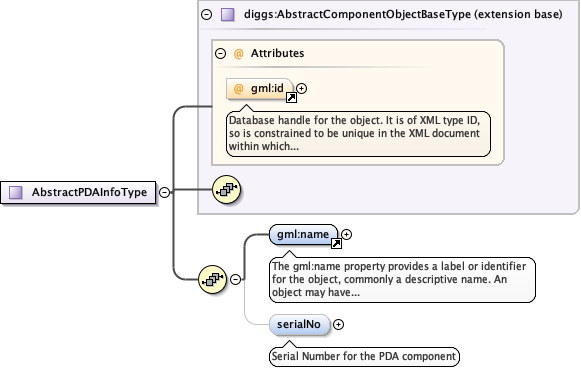 diggs:AbstractComponentObjectBaseType (extension base)
@ Attributes
@ gml:id
Database handle for the object. It is of XML type ID,
so is constrained to be unique in the XML document
within which...
AbstractPDAInfoType
gml:name
The gml:name property provides a label or identifier
for the object, commonly a descriptive name. An
object may have...
serialNo
Serial Number for the PDA component